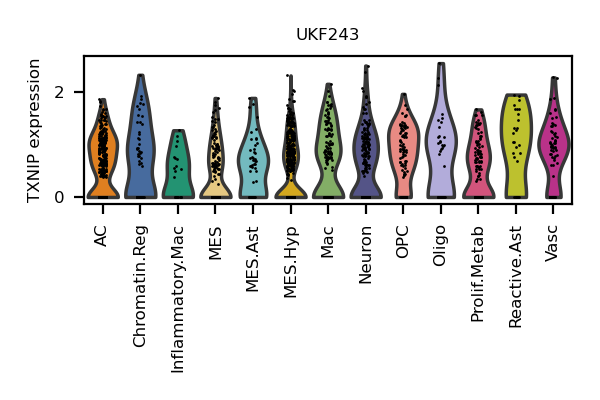 UKF243
TXNIP expression
2
0
AC
Chromatin.Reg
Inflammatory.Mac
MES
MES.Ast
MES.Hyp
Mac
Neuron
OPC
Oligo
Prolif.Metab
Reactive.Ast
Vasc